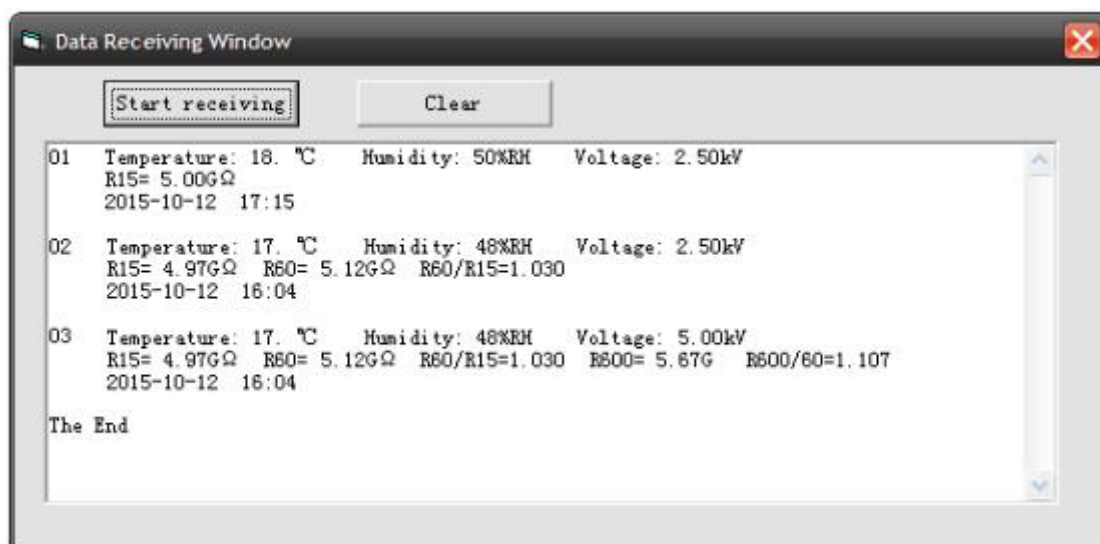 Data Receiving Window
Start receiving Clear
01 Temperature: 18. ℃ Humidity: 50%RH Voltage: 2.50kV
R15= 5.00GΩ
2015-10-12 17:15
02 Temperature: 17. ℃ Humidity: 48%RH Voltage: 2.50kV
R15= 4.97GΩ R60= 5.12GΩ R60/R15=1.030
2015-10-12 16:04
03 Temperature: 17. ℃ Humidity: 48%RH Voltage: 5.00kV
R15= 4.97GΩ R60= 5.12GΩ R60/R15=1.030 R600= 5.67G R600/60=1.107
2015-10-12 16:04
The End